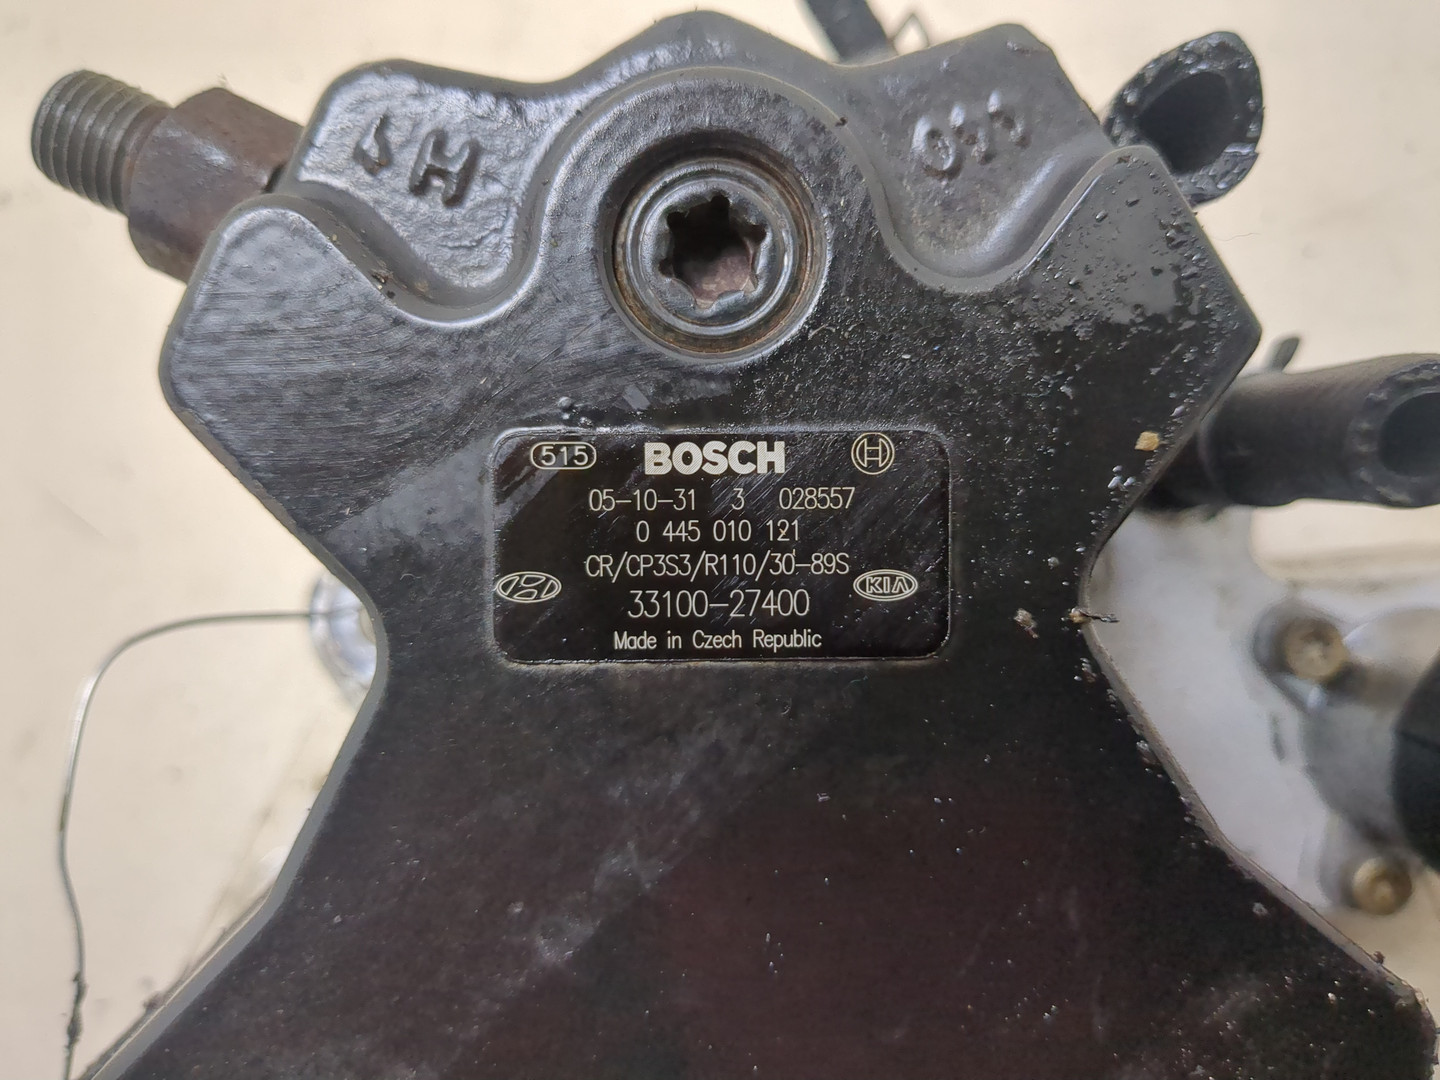 H
515 BOSCH
05-10-31 3 028557
0 445 010 121
CR/CP3S3/R110/30-89S
33100-27400
KIA
Made in Czech Republic